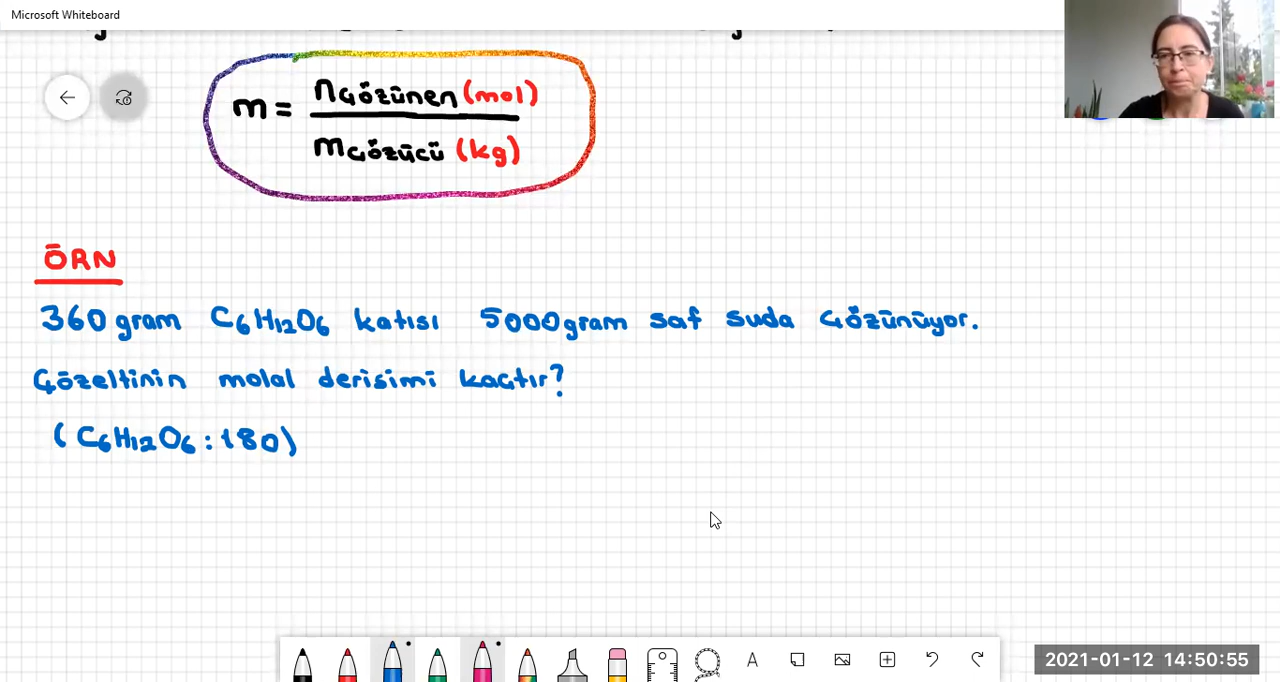 Microsoft Whiteboard
m = nçözünen (mol)
mçözücü (kg)
ÖRN
360 gram C6H12O6 katısı 5000gram saf suda çözünüyor.
Çözeltinin molal derişimi kaçtır?
(C6H12O6:180)
A
2021-01-12 14:50:55